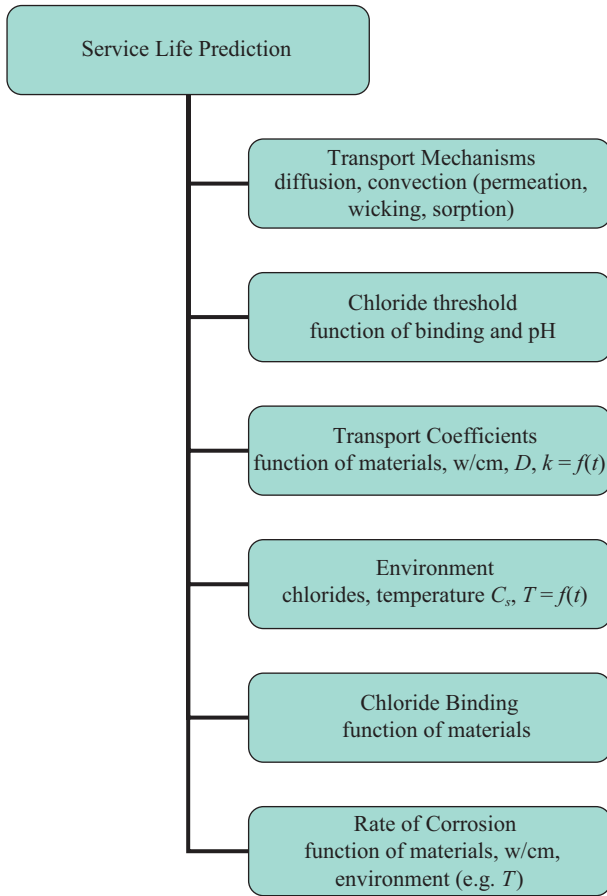 Service Life Prediction
Transport Mechanisms
diffusion, convection (permeation,
wicking, sorption)
Chloride threshold
function of binding and pH
Transport Coefficients
function of materials, w/cm, D, k = f(t)
Environment
chlorides, temperature Cs, T = f(t)
Chloride Binding
function of materials
Rate of Corrosion
function of materials, w/cm,
environment (e.g. T)